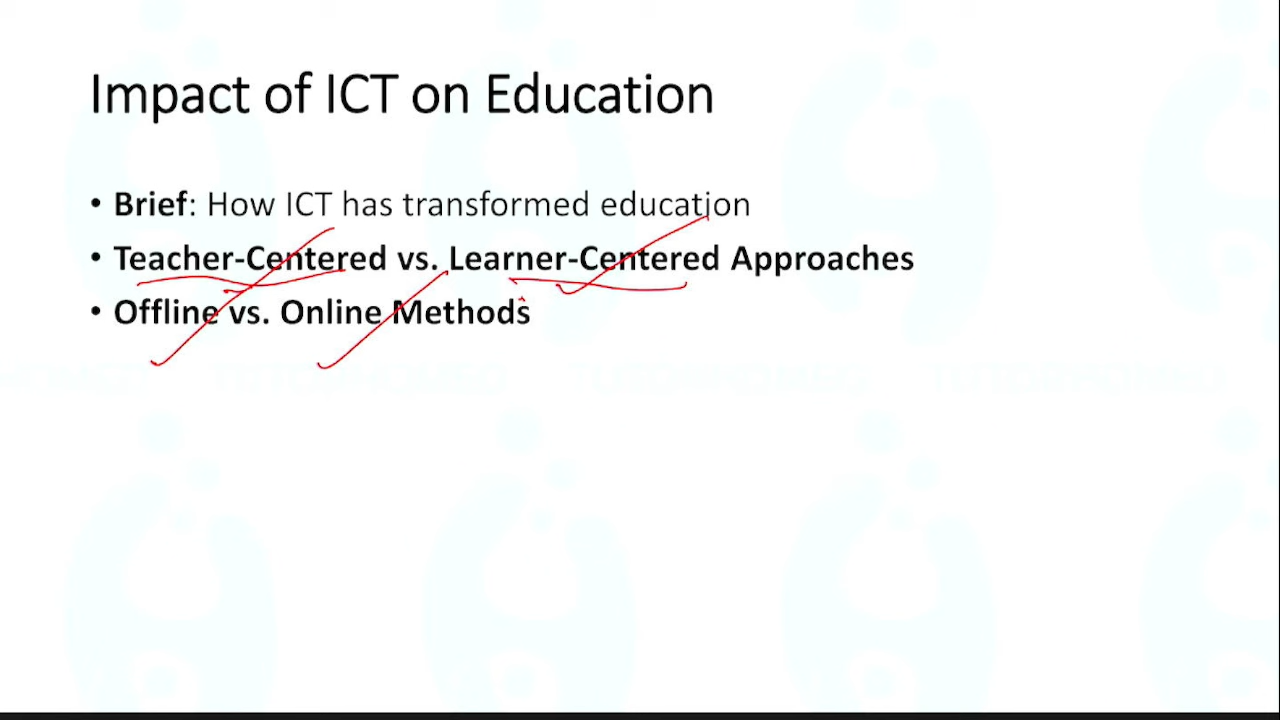 Impact of ICT on Education
• Brief: How ICT has transformed education
• Teacher-Centered vs. Learner-Centered Approaches
• Offline vs. Online Methods